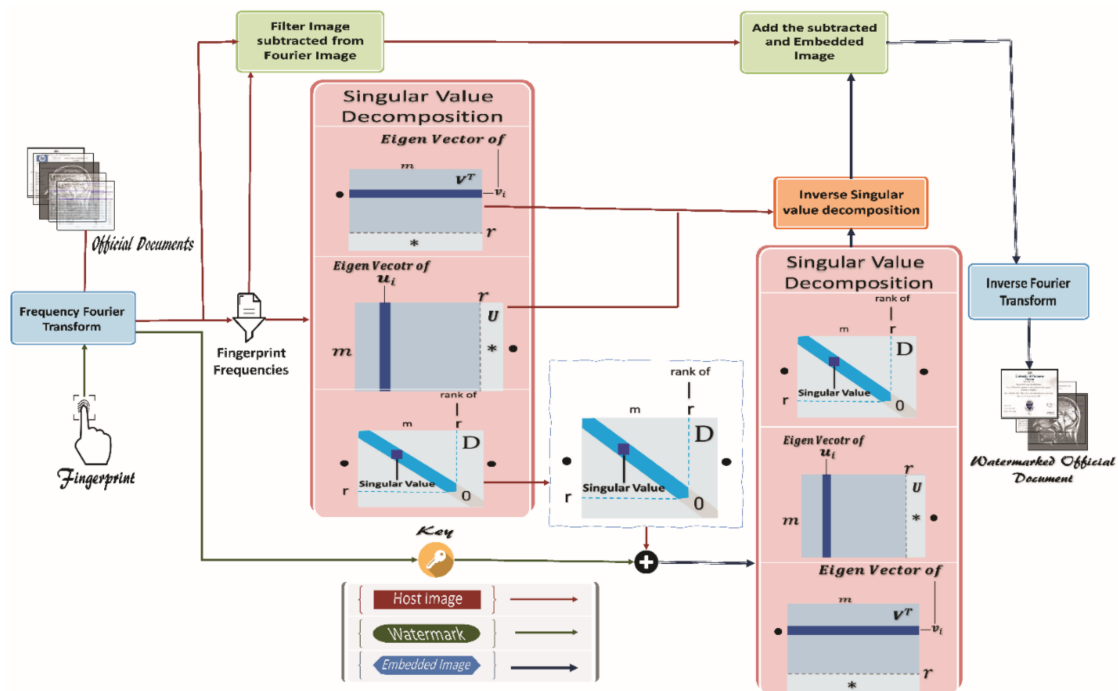 Filter Image
subtracted from
Fourier Image
Add the subtracted
and Embedded
Image
Official Documents
Frequency Fourier
Transform
Fingerprint
Fingerprint
Frequencies
Singular Value
Decomposition
Eigen Vector of
m
V^T
v_i
r
*
Eigen Vecotr of
u_i
r
U
m
*
rank of
r
m
D
Singular Value
r
0
rank of
r
m
D
Singular Value
r
0
Key
Inverse Singular
value decomposition
Singular Value
Decomposition
rank of
r
m
D
Singular Value
r
0
Eigen Vecotr of
u_i
r
U
m
*
Eigen Vector of
m
V^T
v_i
r
*
Inverse Fourier
Transform
Watermarked Official
Document
Host Image
Watermark
Embedded Image